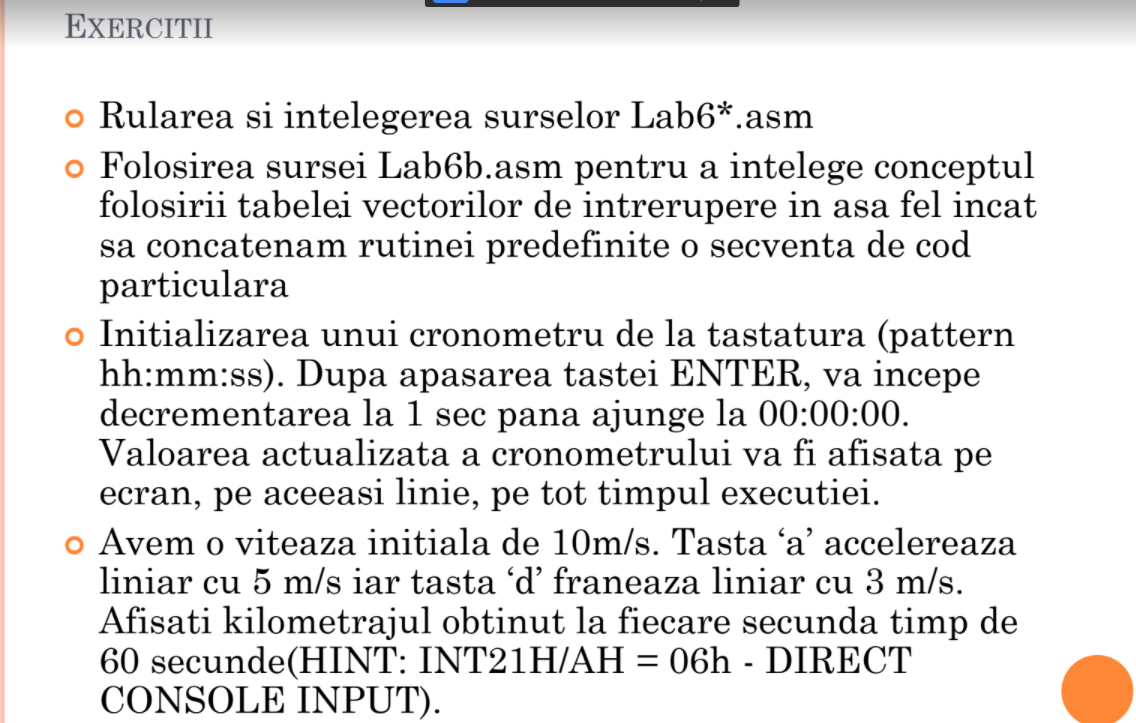 EXERCITII
Rularea si intelegerea surselor Lab6*.asm
Folosirea sursei Lab6b.asm pentru a intelege conceptul
folosirii tabelei vectorilor de intrerupere in asa fel incat
sa concatenam rutinei predefinite o secventa de cod
particulara
Initializarea unui cronometru de la tastatura (pattern
hh:mm:ss). Dupa apasarea tastei ENTER, va incepe
decrementarea la 1 sec pana ajunge la 00:00:00.
Valoarea actualizata a cronometrului va fi afisata pe
ecran, pe aceeasi linie, pe tot timpul executiei.
Avem o viteaza initiala de 10m/s. Tasta ‘a’ accelereaza
liniar cu 5 m/s iar tasta ‘d’ franeaza liniar cu 3 m/s.
Afisati kilometrajul obtinut la fiecare secunda timp de
60 secunde(HINT: INT21H/AH = 06h - DIRECT
CONSOLE INPUT).